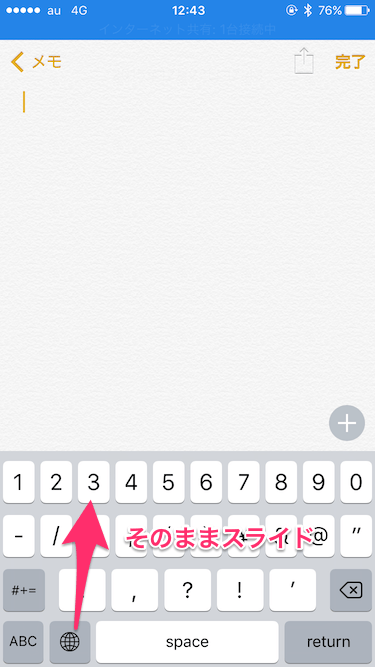 au 4G 12:43 76%
インターネット共有: 1台接続中
メモ 完了
1 2 3 4 5 6 7 8 9 0
- / @ ”
そのままスライド
#+= , ? ! ’
ABC space return